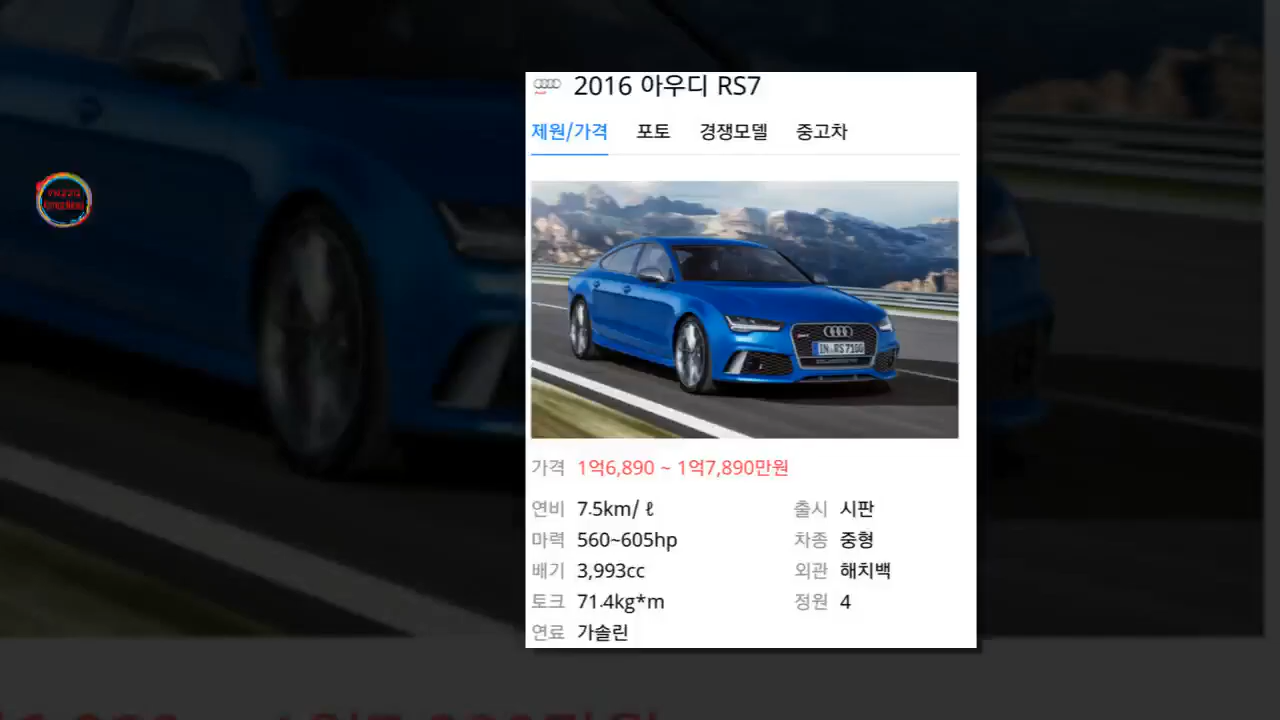 2016 아우디 RS7
제원/가격 포토 경쟁모델 중고차
IN·RS 7100
가격 1억6,890 ~ 1억7,890만원
연비 7.5km/ ℓ 출시 시판
마력 560~605hp 차종 중형
배기 3,993cc 외관 해치백
토크 71.4kg*m 정원 4
연료 가솔린